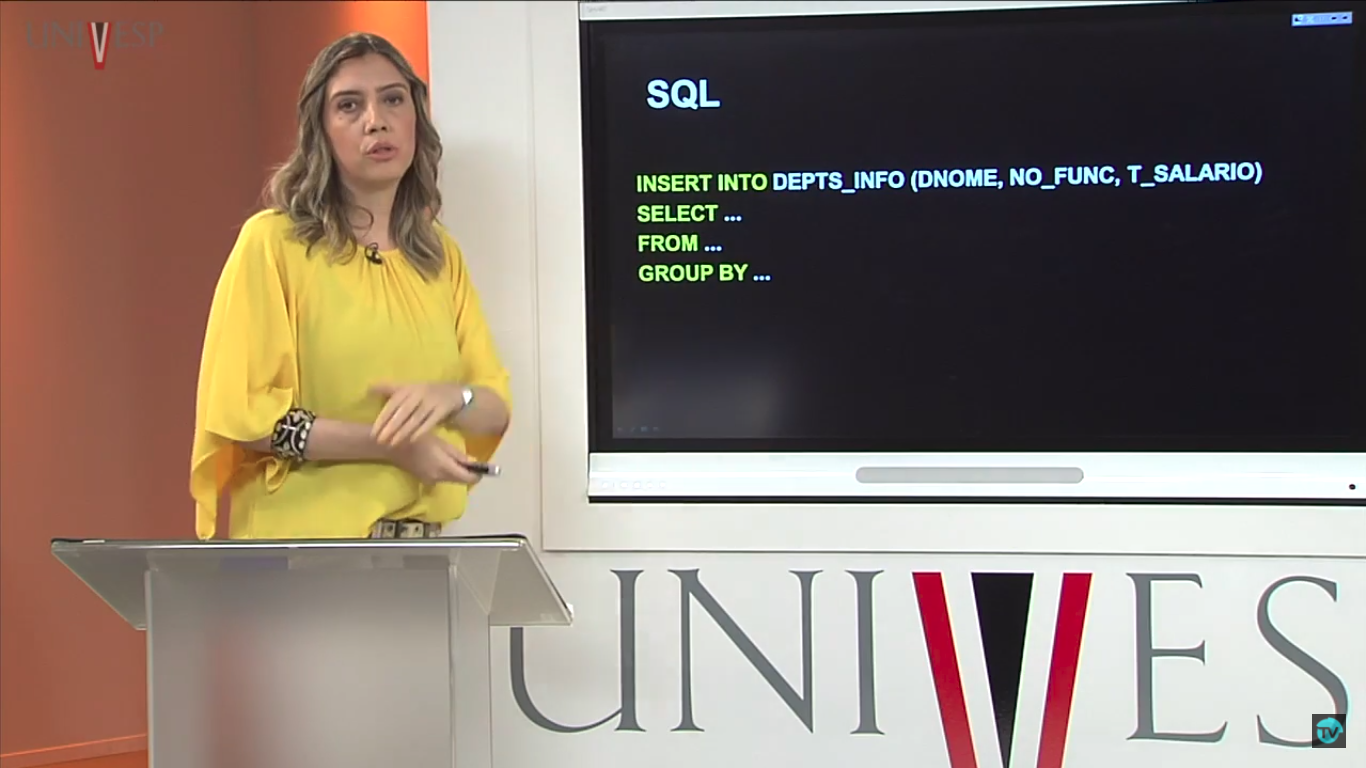 UNIVESP
SQL
INSERT INTO DEPTS_INFO (DNOME, NO_FUNC, T_SALARIO)
SELECT ...
FROM ...
GROUP BY ...
UNIVES
TV